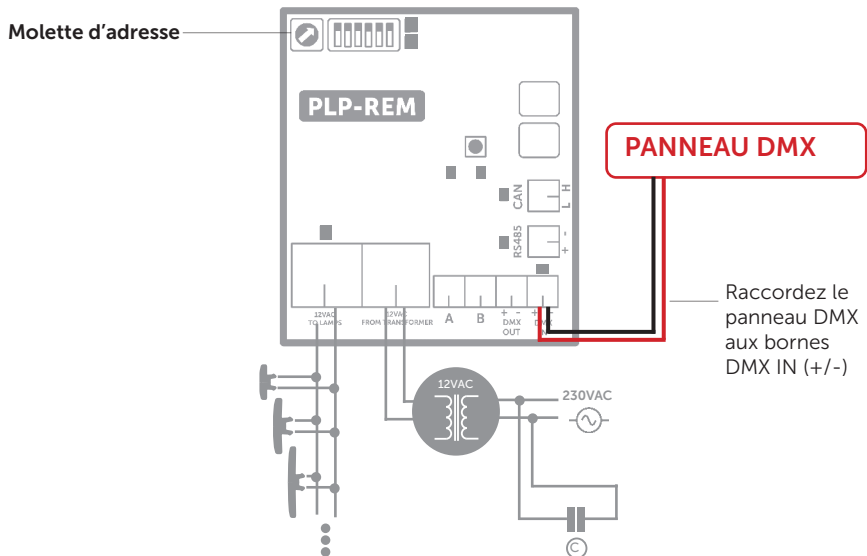 Molette d'adresse
PLP-REM
PANNEAU DMX
CAN
H
L
RS485
-
+
12VAC
TO LAMPS
12VAC
FROM TRANSFORMER
A
B
+ -
DMX
OUT
+ -
DMX
IN
Raccordez le
panneau DMX
aux bornes
DMX IN (+/-)
12VAC
230VAC
C